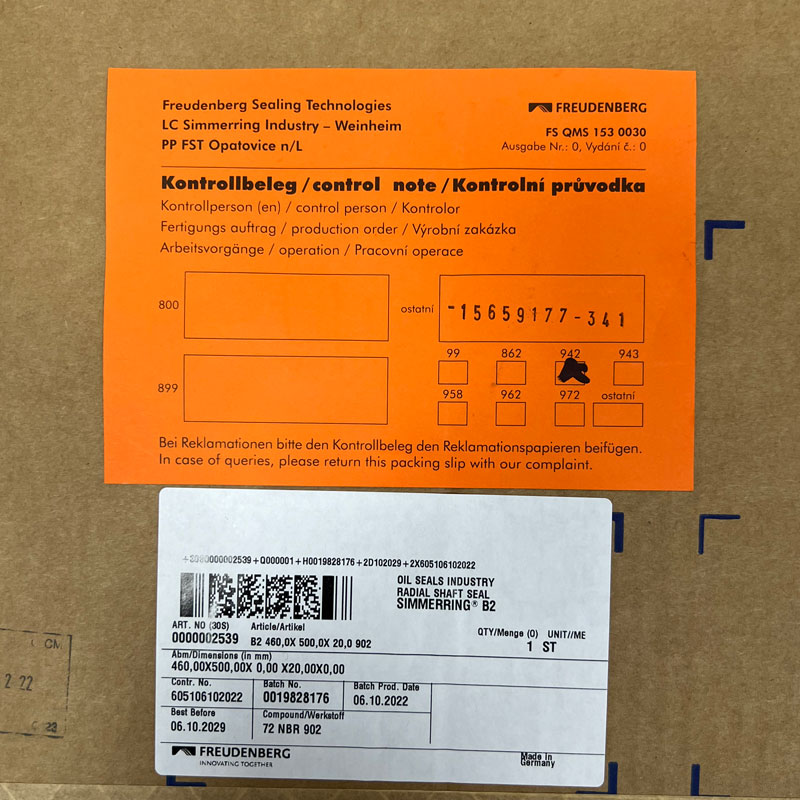 Freudenberg Sealing Technologies
LC Simmerring Industry – Weinheim
PP FST Opatovice n/L
FREUDENBERG
FS QMS 153 0030
Ausgabe Nr.: 0, Vydání č.: 0
Kontrollbeleg / control note / Kontrolní průvodka
Kontrollperson (en) / control person / Kontrolor
Fertigungs auftrag / production order / Výrobní zakázka
Arbeitsvorgänge / operation / Pracovní operace
800
ostatní
-15659177-341
99 862 942 943
899
958 962 972 ostatní
Bei Reklamationen bitte den Kontrollbeleg den Reklamationspapieren beifügen.
In case of queries, please return this packing slip with our complaint.
+Q000001+H0019828176+2D102029+2X605106102022
OIL SEALS INDUSTRY
RADIAL SHAFT SEAL
SIMMERRING® B2
ART. NO (30S) Article/Artikel
0000002539 B2 460,0X 500,0X 20,0 902
QTY/Menge (Q) UNIT//ME
1 ST
Abm/Dimensions (in mm)
460,00X500,00X 0,00 X20,00X0,00
Contr. No. Batch No. Batch Prod. Date
605106102022 0019828176 06.10.2022
Best Before Compound/Werkstoff
06.10.2029 72 NBR 902
FREUDENBERG
INNOVATING TOGETHER
Made in
Germany
CM
2 22